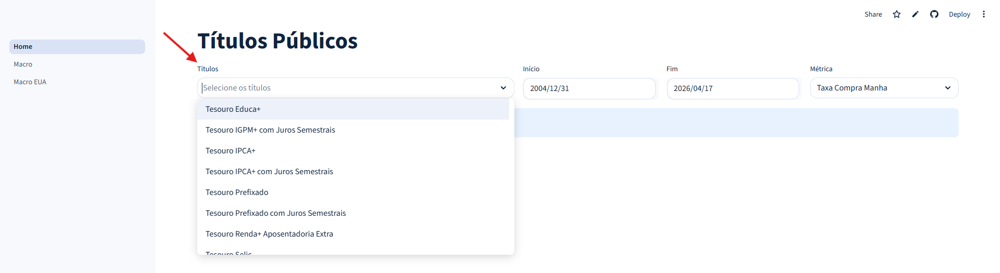 Share
Deploy
Home
Macro
Macro EUA
Títulos Públicos
Títulos
Início
Fim
Métrica
Selecione os títulos
2004/12/31
2026/04/17
Taxa Compra Manha
Tesouro Educa+
Tesouro IGPM+ com Juros Semestrais
Tesouro IPCA+
Tesouro IPCA+ com Juros Semestrais
Tesouro Prefixado
Tesouro Prefixado com Juros Semestrais
Tesouro Renda+ Aposentadoria Extra
Tesouro Selic